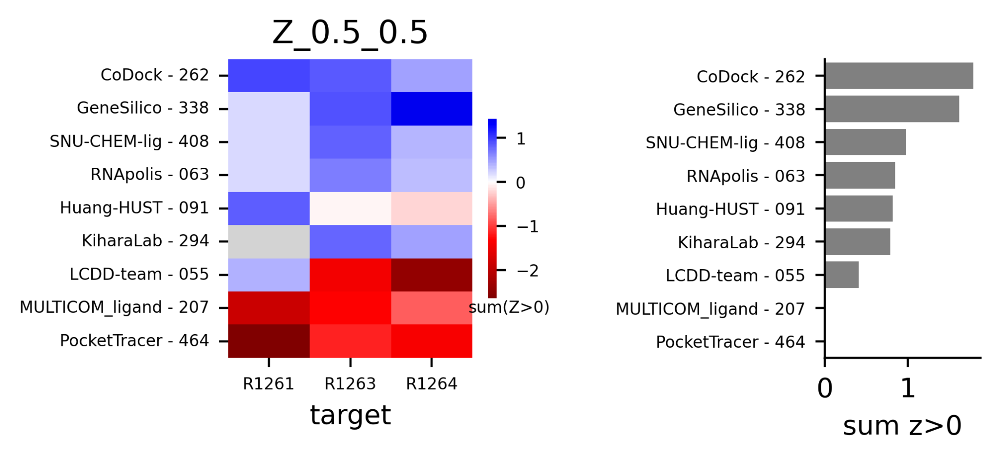 Z_0.5_0.5
CoDock - 262
GeneSilico - 338
SNU-CHEM-lig - 408
RNApolis - 063
Huang-HUST - 091
KiharaLab - 294
LCDD-team - 055
MULTICOM_ligand - 207
PocketTracer - 464
R1261 R1263 R1264
target
1
0
−1
−2
sum(Z>0)
CoDock - 262
GeneSilico - 338
SNU-CHEM-lig - 408
RNApolis - 063
Huang-HUST - 091
KiharaLab - 294
LCDD-team - 055
MULTICOM_ligand - 207
PocketTracer - 464
0 1
sum z>0